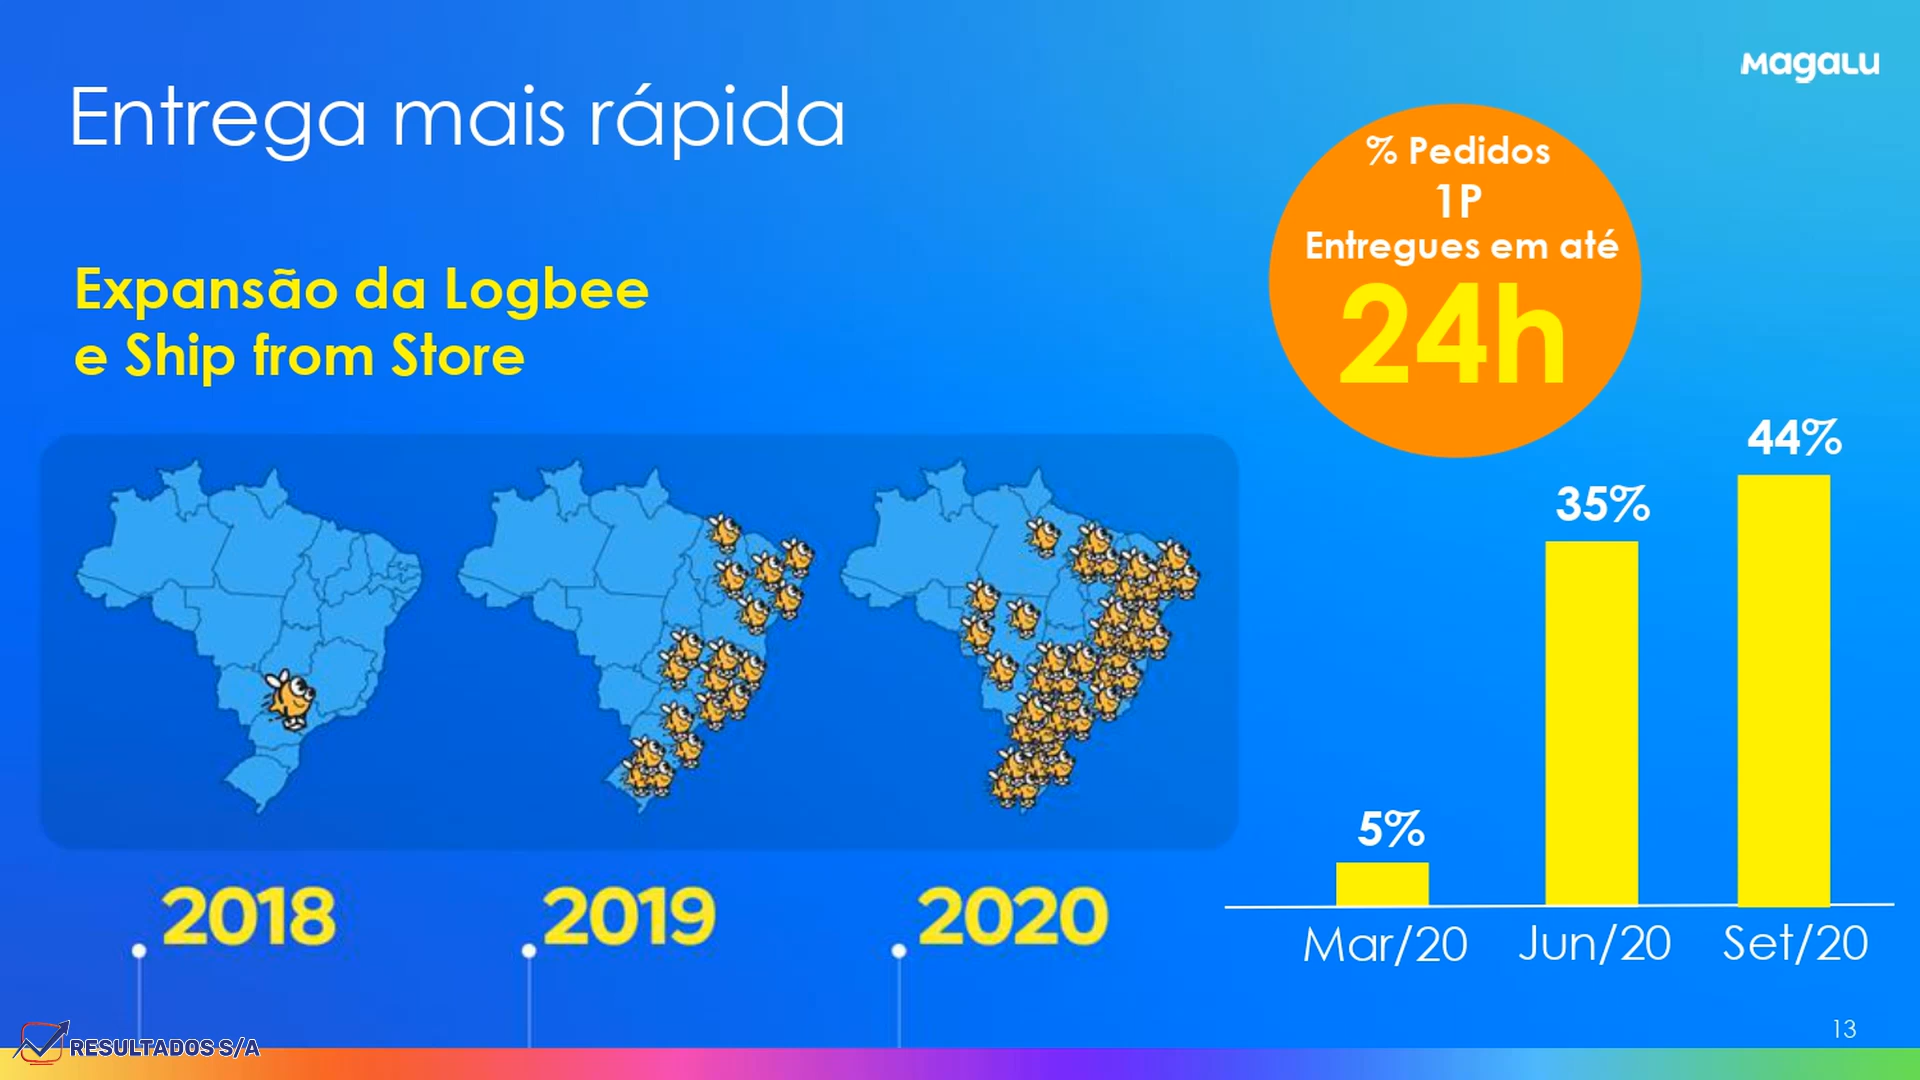 magalu
Entrega mais rápida
Expansão da Logbee
e Ship from Store
% Pedidos
1P
Entregues em até
24h
2018
2019
2020
5%
35%
44%
Mar/20
Jun/20
Set/20
13
RESULTADOS S/A